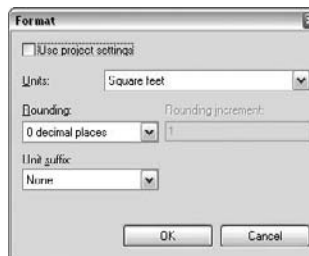 Format
Use project settings
Units: Square feet
Rounding: Rounding increment:
0 decimal places 1
Unit suffix:
None
OK Cancel